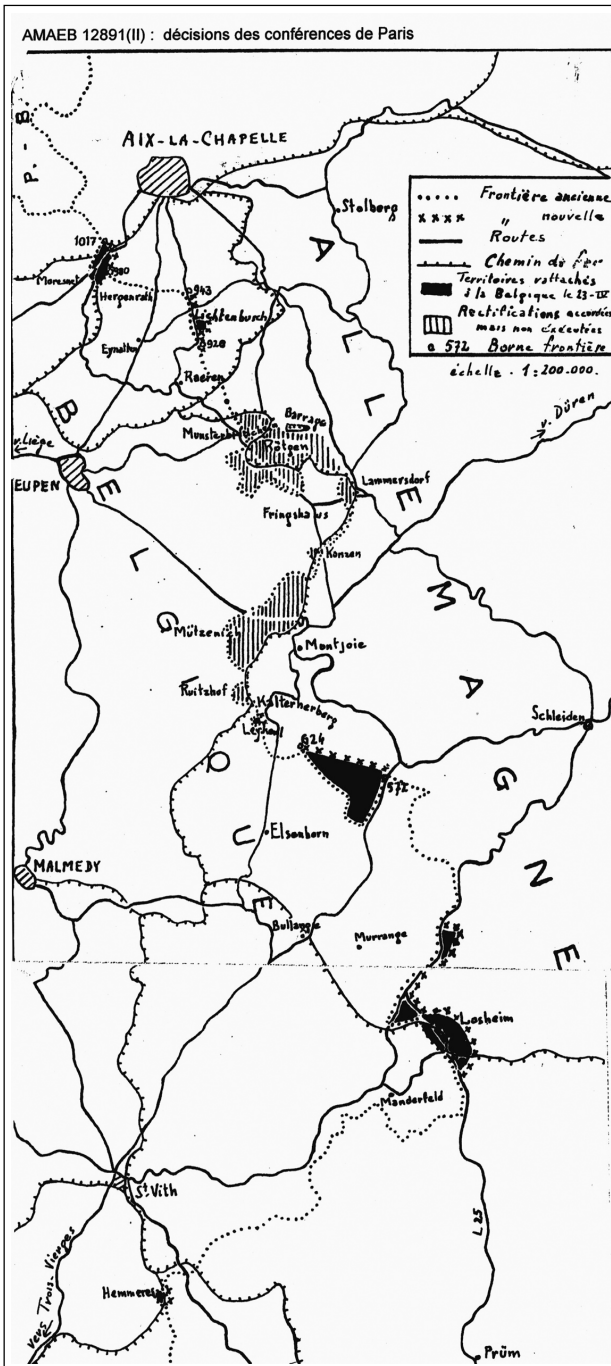 AMAEB 12891(II) : décisions des conférences de Paris
P.-B.
AIX-LA-CHAPELLE
Stolberg
Frontière ancienne
" nouvelle
Routes
Chemin de fer
Territoires rattachés
à la Belgique le 23-IV
Rectifications accordées
mais non exécutées
572 Borne frontière
échelle - 1:200.000.
1017
980
Moresnet
Hergenrath
943
Lichtenbusch
928
Eynatten
Raeren
Barrage
Rötgen
v. Düren
v. Liège
EUPEN
Lammersdorf
Fringshaus
Konzen
Mützenich
Montjoie
Ruitzhof
Kalterherberg
Leykaul
624
572
Schleiden
Elsenborn
MALMEDY
Bullange
Murrange
Losheim
Manderfeld
St Vith
L 25
Hemmeres
Vers Trois-Vierges
Prüm
BELGIQUE
ALLEMAGNE